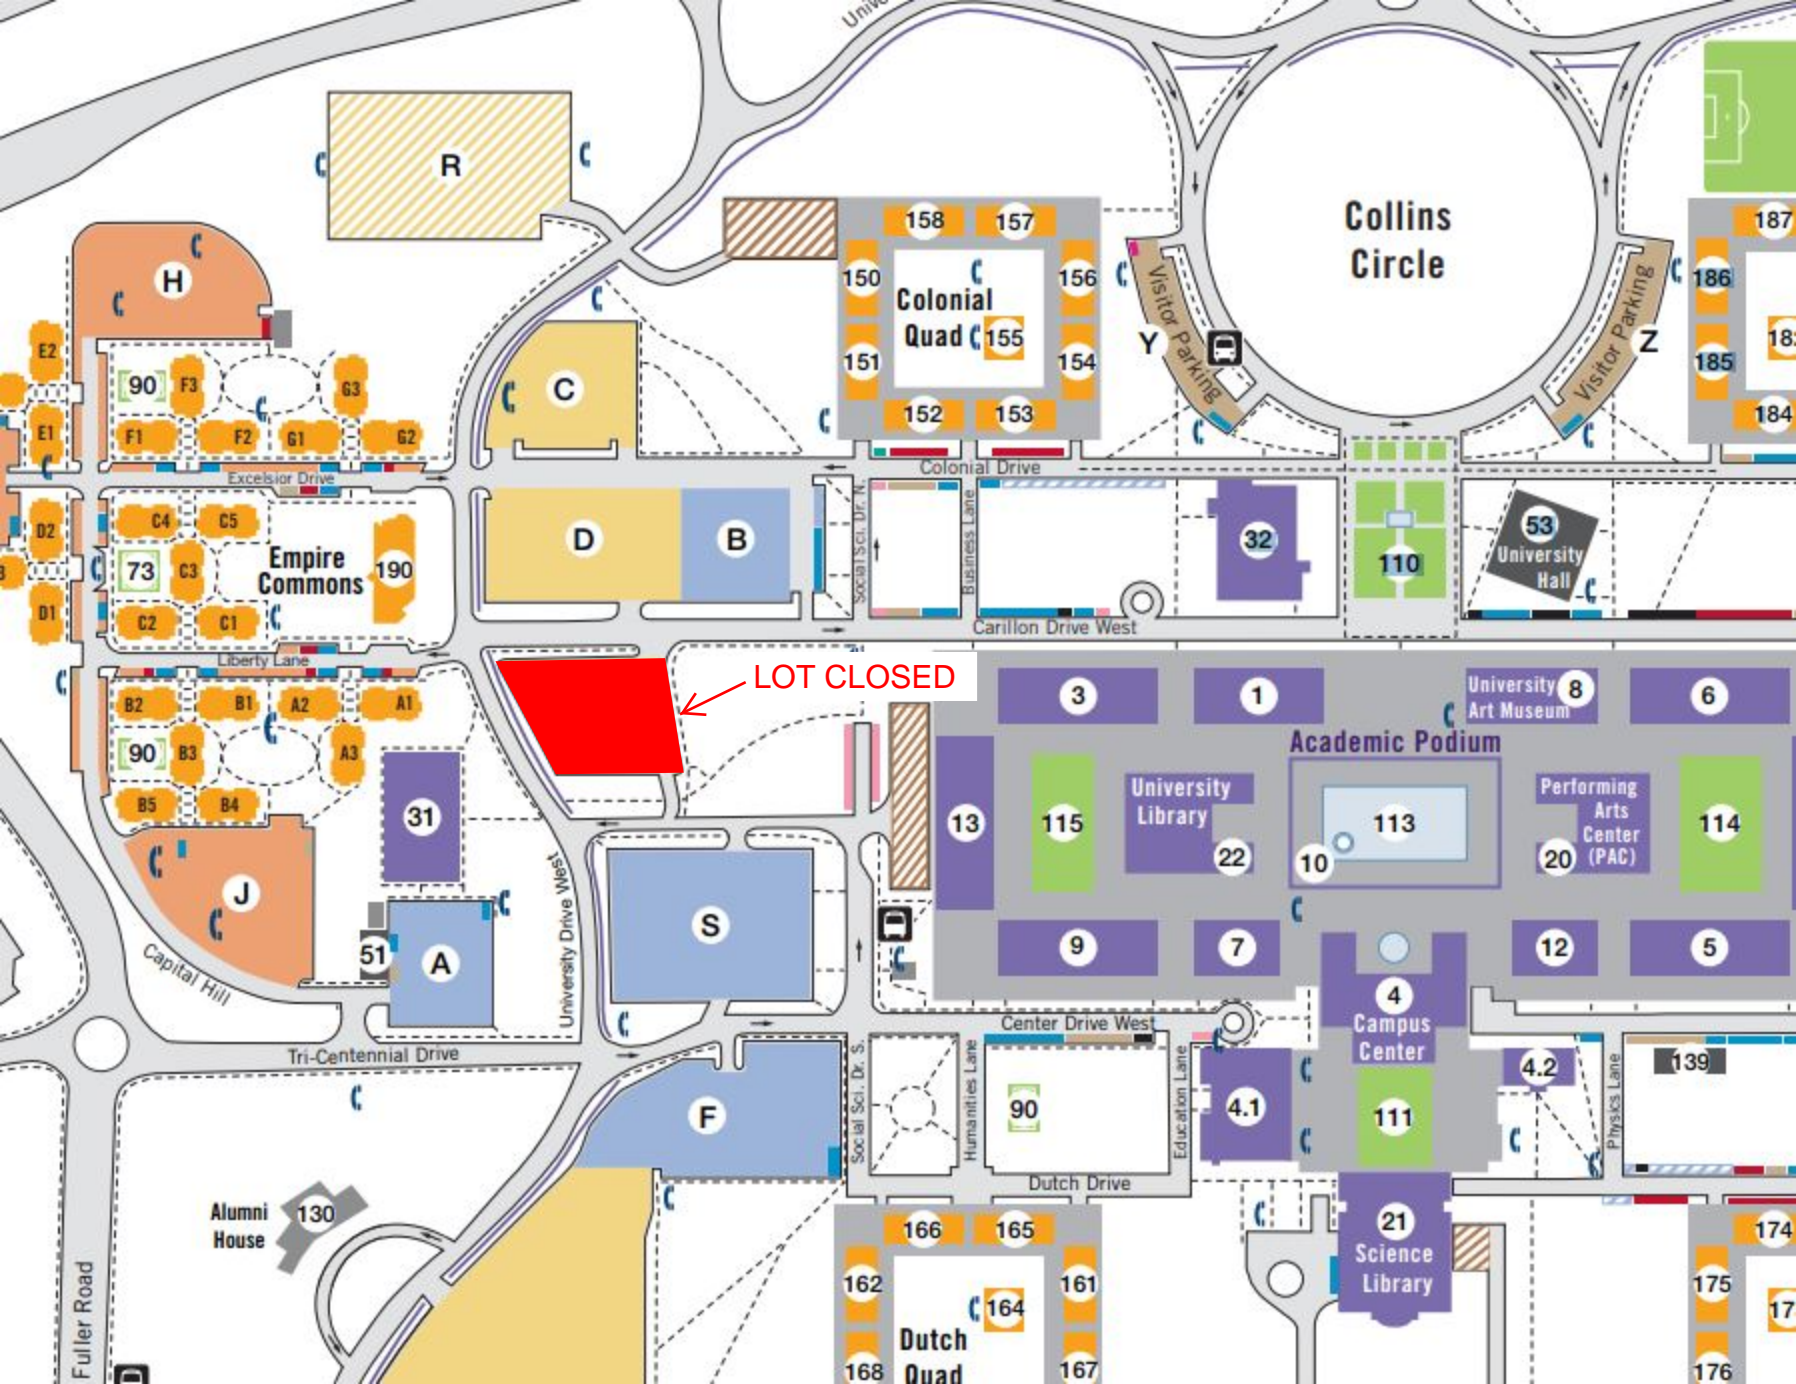 Collins
Circle
R
H
158
157
187
150
156
186
Colonial
Quad
155
151
154
185
152
153
184
Visitor Parking
Y
Visitor Parking
Z
E2
E1
90
F3
G3
F1
F2
G1
G2
C
Colonial Drive
Excelsior Drive
D2
D1
C4
C5
73
C3
C2
C1
Empire
Commons
190
D
B
Social Sci. Dr. N.
Business Lane
32
110
53
University
Hall
Carillon Drive West
Liberty Lane
LOT CLOSED
B2
B1
A2
A1
90
B3
A3
B5
B4
3
1
University
Art Museum
8
6
Academic Podium
31
13
115
University
Library
22
113
10
Performing
Arts
Center
(PAC)
20
114
J
51
A
S
University Drive West
Capital Hill
9
7
12
5
4
Campus
Center
Center Drive West
Tri-Centennial Drive
F
Social Sci. Dr. S.
Humanities Lane
90
Education Lane
4.1
111
4.2
Physics Lane
139
Dutch Drive
Alumni
House
130
166
165
162
161
164
Dutch
Quad
168
167
21
Science
Library
174
175
176
Fuller Road